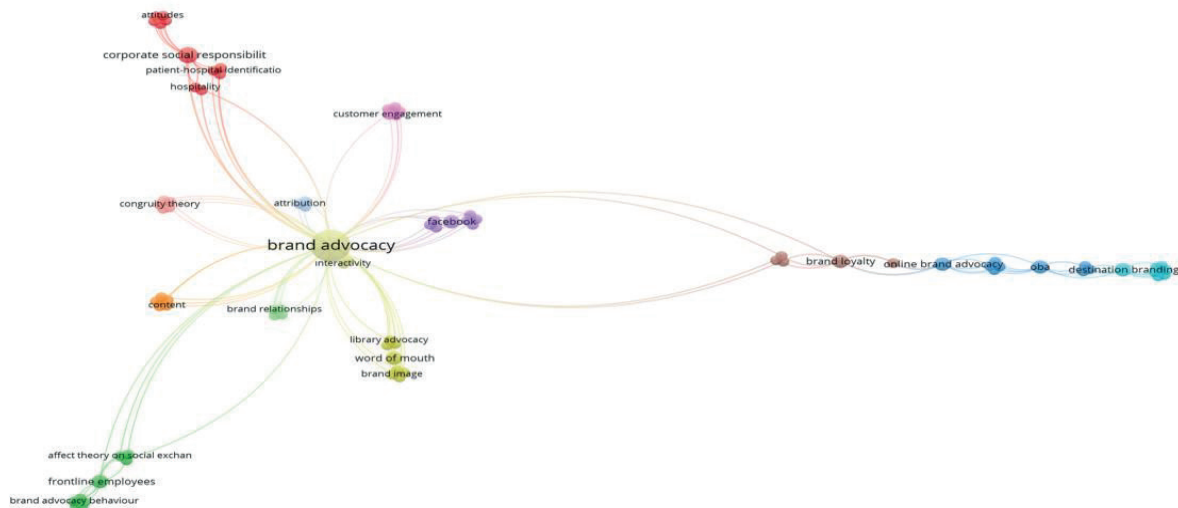 attitudes
corporate social responsibilit
patient-hospital identificatio
hospitality
customer engagement
congruity theory
attribution
facebook
brand advocacy
interactivity
brand loyalty
online brand advocacy
oba
destination branding
content
brand relationships
library advocacy
word of mouth
brand image
affect theory on social exchan
frontline employees
brand advocacy behaviour